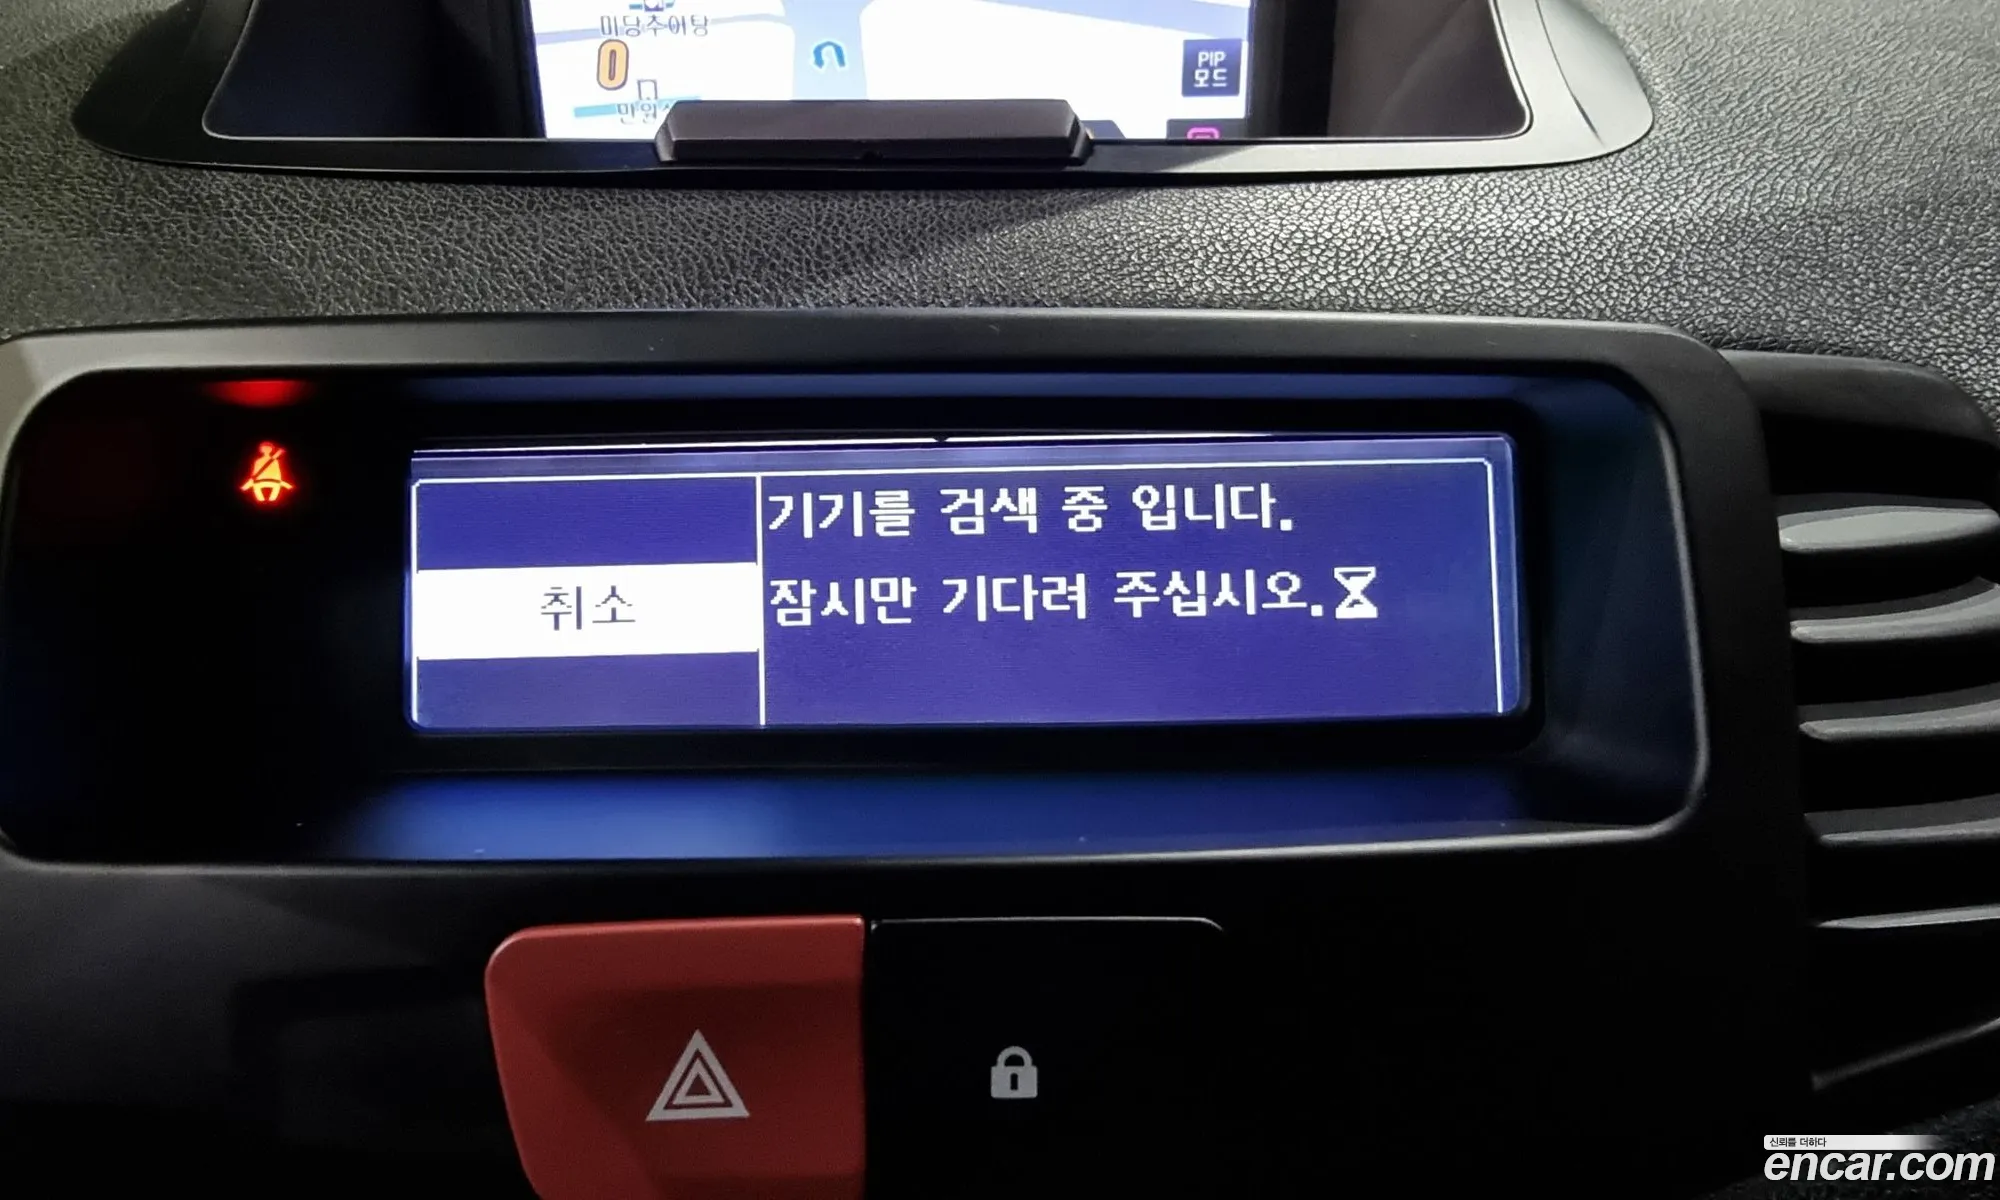 미당추어탕
0
PIP
모드
기기를 검색 중 입니다.
취소
잠시만 기다려 주십시오.
신뢰를 더하다
encar.com